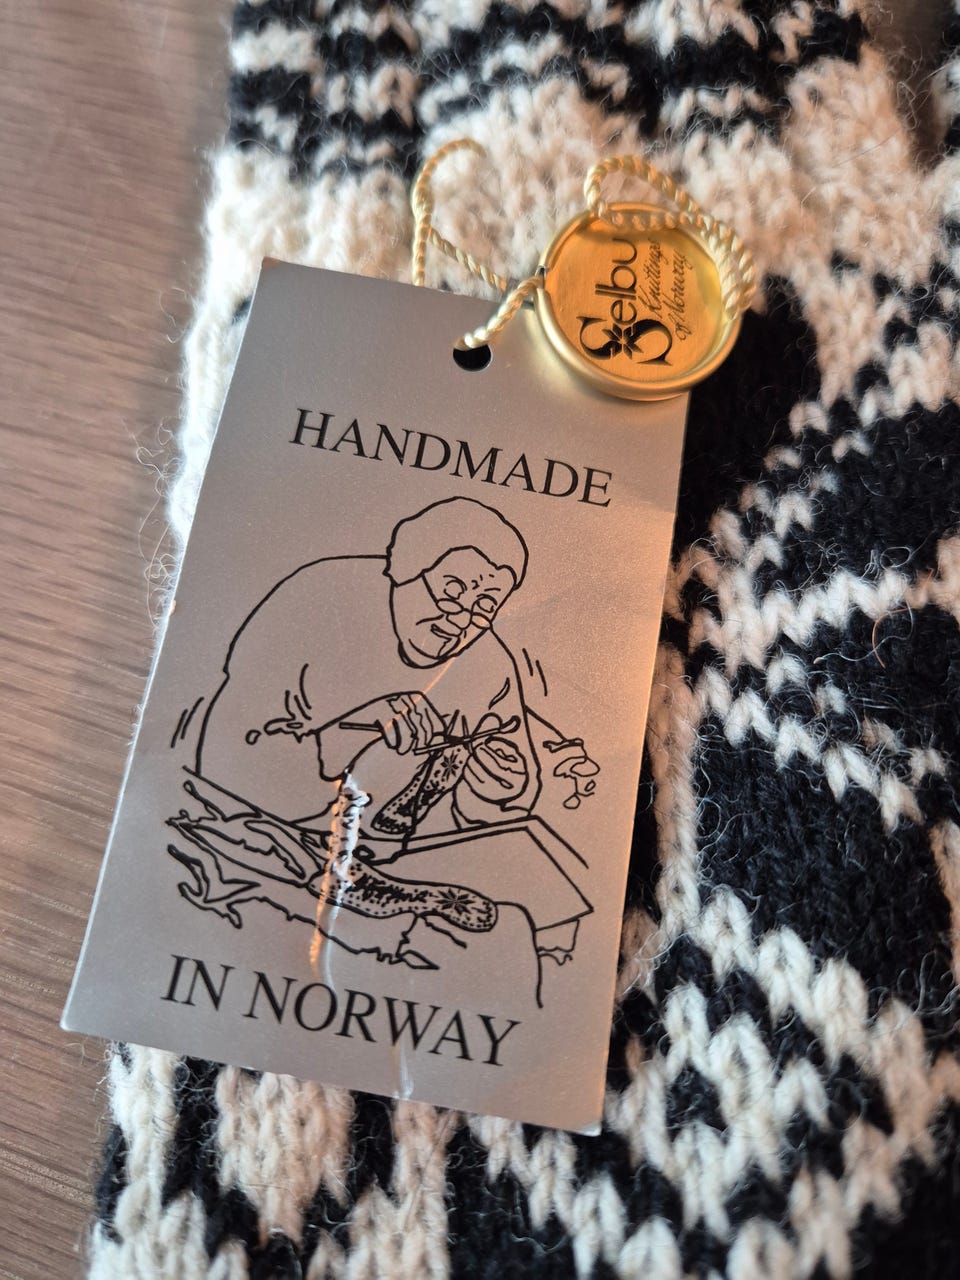 Selbu
Knittings
of Norway
HANDMADE
IN NORWAY